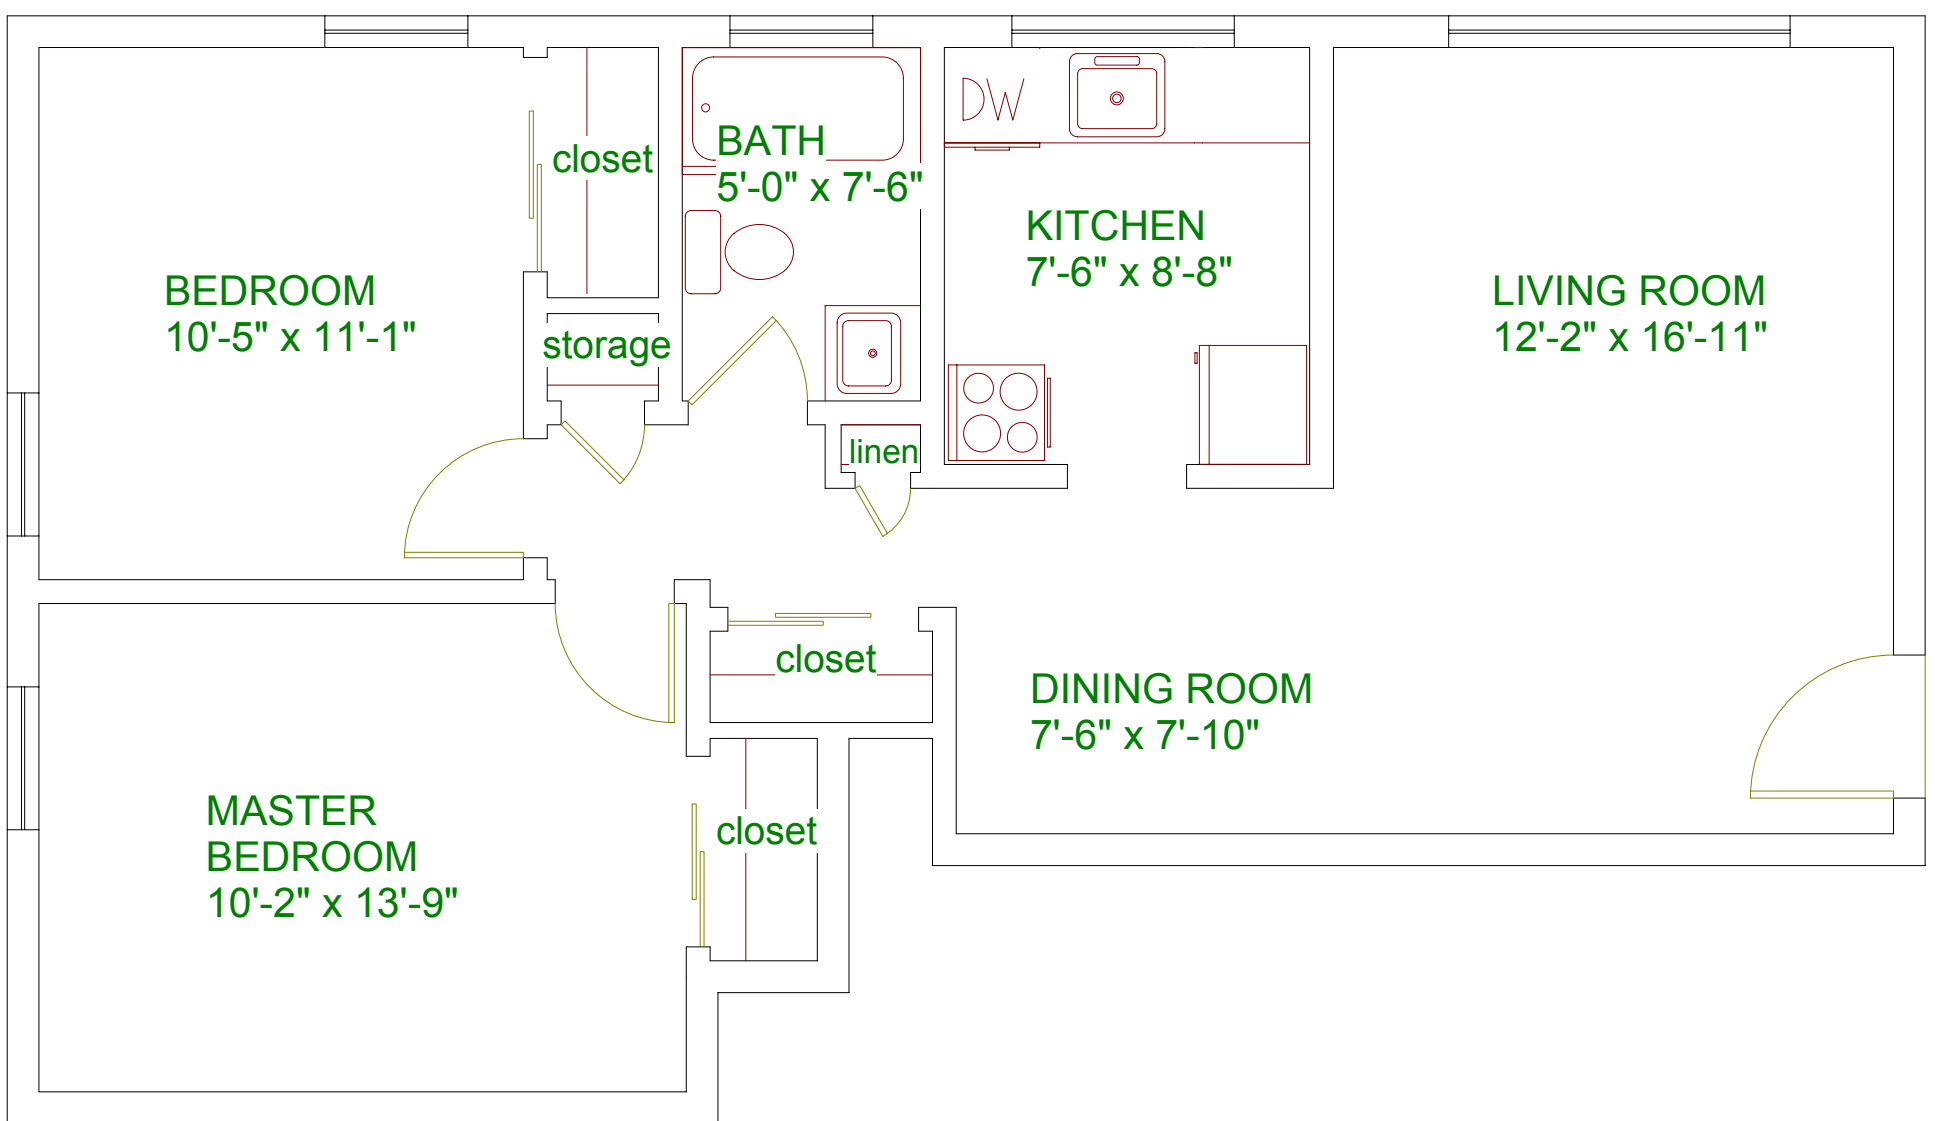 closet
BATH
5'-0" x 7'-6"
DW
KITCHEN
7'-6" x 8'-8"
BEDROOM
10'-5" x 11'-1"
storage
LIVING ROOM
12'-2" x 16'-11"
linen
closet
DINING ROOM
7'-6" x 7'-10"
MASTER
BEDROOM
10'-2" x 13'-9"
closet